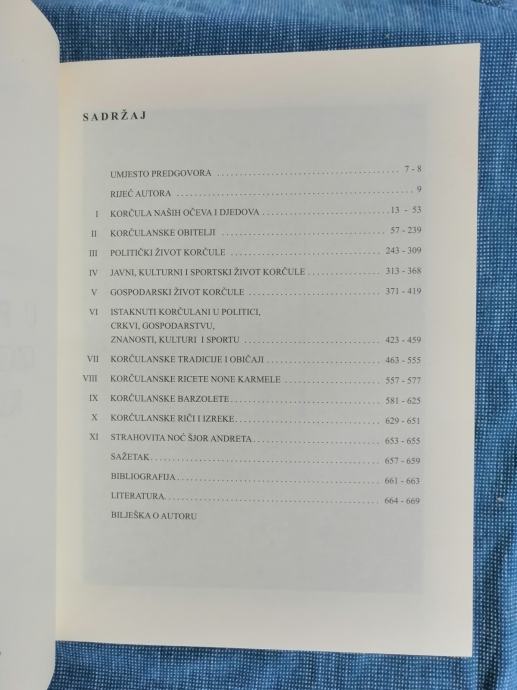 SADRŽAJ
UMJESTO PREDGOVORA ........................................ 7 - 8
RIJEČ AUTORA ........................................ 9
I KORČULA NAŠIH OČEVA I DJEDOVA ........................................ 13 - 53
II KORČULANSKE OBITELJI ........................................ 57 - 239
III POLITIČKI ŽIVOT KORČULE ........................................ 243 - 309
IV JAVNI, KULTURNI I SPORTSKI ŽIVOT KORČULE ........................ 313 - 368
V GOSPODARSKI ŽIVOT KORČULE ........................................ 371 - 419
VI ISTAKNUTI KORČULANI U POLITICI,
CRKVI, GOSPODARSTVU,
ZNANOSTI, KULTURI I SPORTU ........................................ 423 - 459
VII KORČULANSKE TRADICIJE I OBIČAJI ........................................ 463 - 555
VIII KORČULANSKE RICETE NONE KARMELE ................................ 557 - 577
IX KORČULANSKE BARZOLETE ........................................ 581 - 625
X KORČULANSKE RIČI I IZREKE ........................................ 629 - 651
XI STRAHOVITA NOĆ ŠJOR ANDRETA ........................................ 653 - 655
SAŽETAK ........................................ 657 - 659
BIBLIOGRAFIJA ........................................ 661 - 663
LITERATURA ........................................ 664 - 669
BILJEŠKA O AUTORU